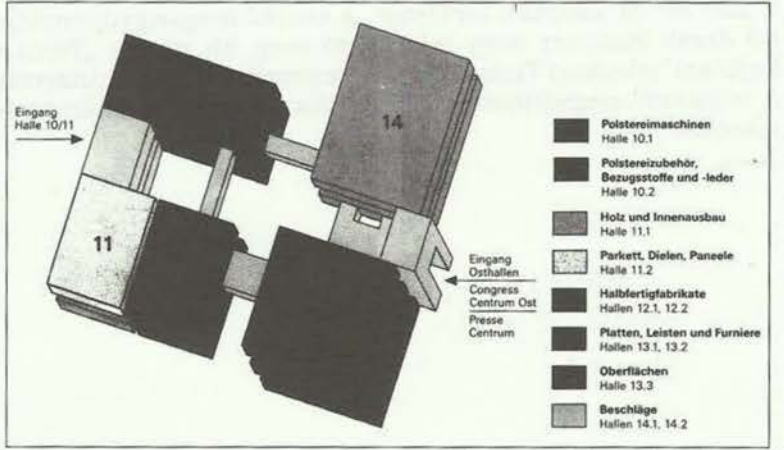 Eingang
Halle 10/11
14
11
Eingang
Osthallen
Congress
Centrum Ost
Presse
Centrum
Polstereimaschinen
Halle 10.1
Polstereizubehör,
Bezugsstoffe und -leder
Halle 10.2
Holz und Innenausbau
Halle 11.1
Parkett, Dielen, Paneele
Halle 11.2
Halbfertigfabrikate
Hallen 12.1, 12.2
Platten, Leisten und Furniere
Hallen 13.1, 13.2
Oberflächen
Halle 13.3
Beschläge
Hallen 14.1, 14.2